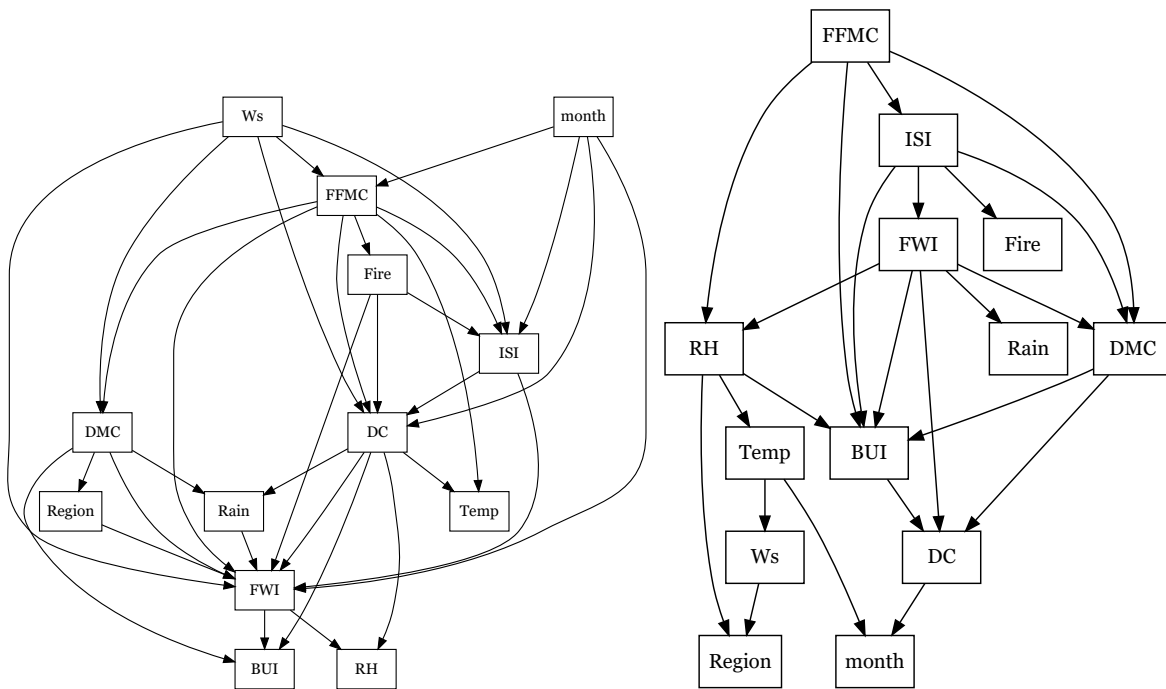 Ws
month
FFMC
Fire
ISI
DMC
DC
Region
Rain
Temp
FWI
BUI
RH
FFMC
ISI
FWI
Fire
RH
Rain
DMC
Temp
BUI
Ws
DC
Region
month